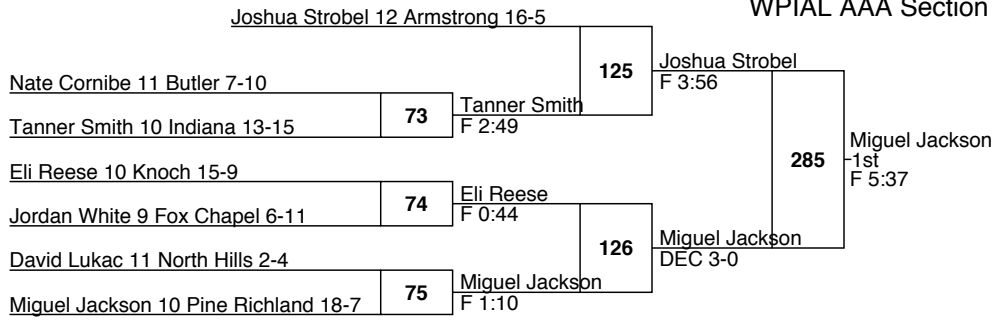 WPIAL AAA Section
Joshua Strobel 12 Armstrong 16-5
125
Joshua Strobel
F 3:56
Nate Cornibe 11 Butler 7-10
73
Tanner Smith
F 2:49
Tanner Smith 10 Indiana 13-15
285
Miguel Jackson
1st
F 5:37
Eli Reese 10 Knoch 15-9
74
Eli Reese
F 0:44
Jordan White 9 Fox Chapel 6-11
126
Miguel Jackson
DEC 3-0
David Lukac 11 North Hills 2-4
75
Miguel Jackson
F 1:10
Miguel Jackson 10 Pine Richland 18-7